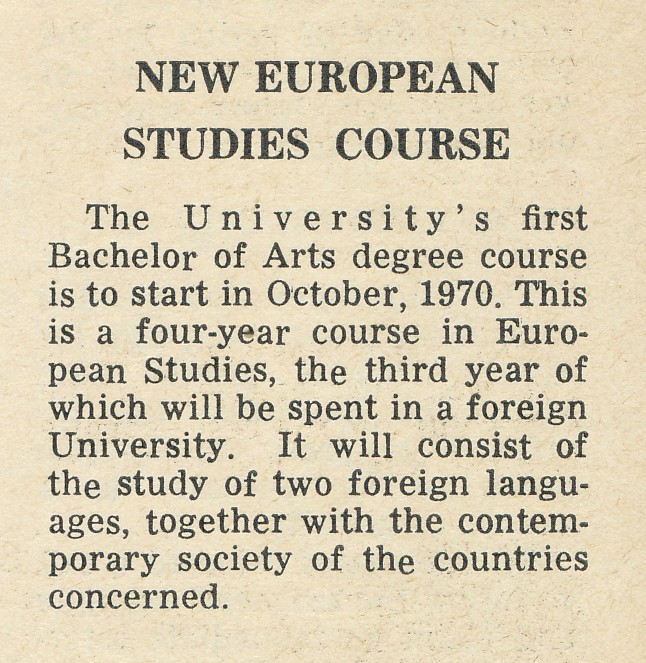 NEW EUROPEAN
STUDIES COURSE
The University's first
Bachelor of Arts degree course
is to start in October, 1970. This
is a four-year course in Euro-
pean Studies, the third year of
which will be spent in a foreign
University. It will consist of
the study of two foreign langu-
ages, together with the contem-
porary society of the countries
concerned.